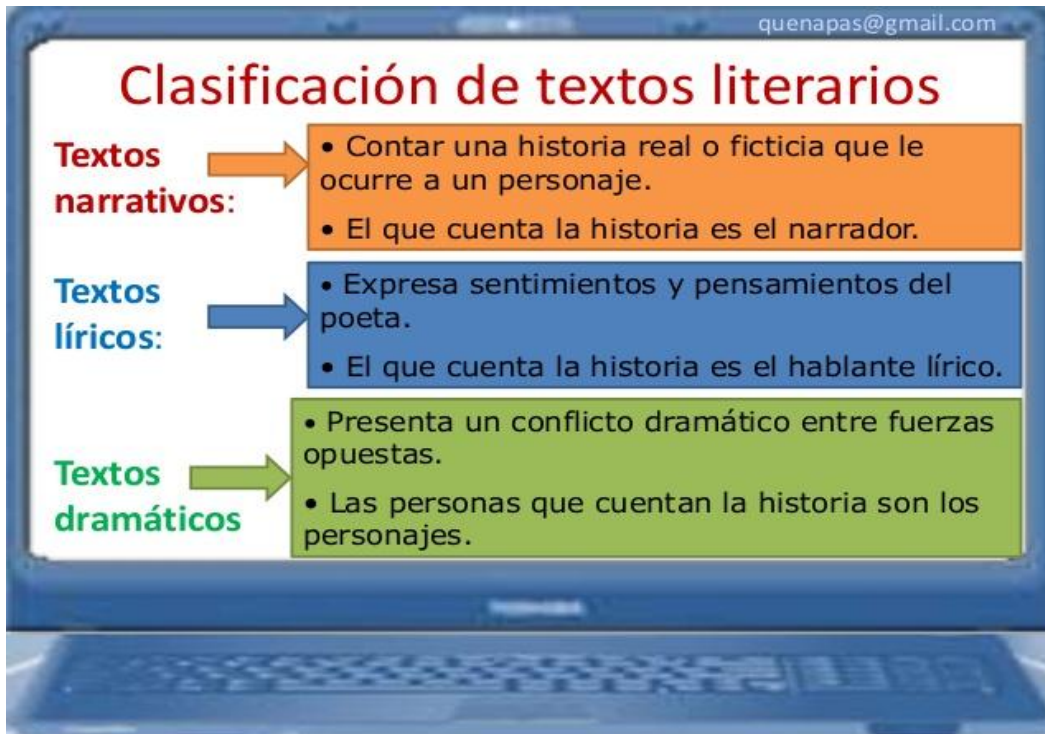 quenapas@gmail.com
Clasificación de textos literarios
Textos
narrativos:
• Contar una historia real o ficticia que le
ocurre a un personaje.
• El que cuenta la historia es el narrador.
Textos
líricos:
• Expresa sentimientos y pensamientos del
poeta.
• El que cuenta la historia es el hablante lírico.
Textos
dramáticos
• Presenta un conflicto dramático entre fuerzas
opuestas.
• Las personas que cuentan la historia son los
personajes.